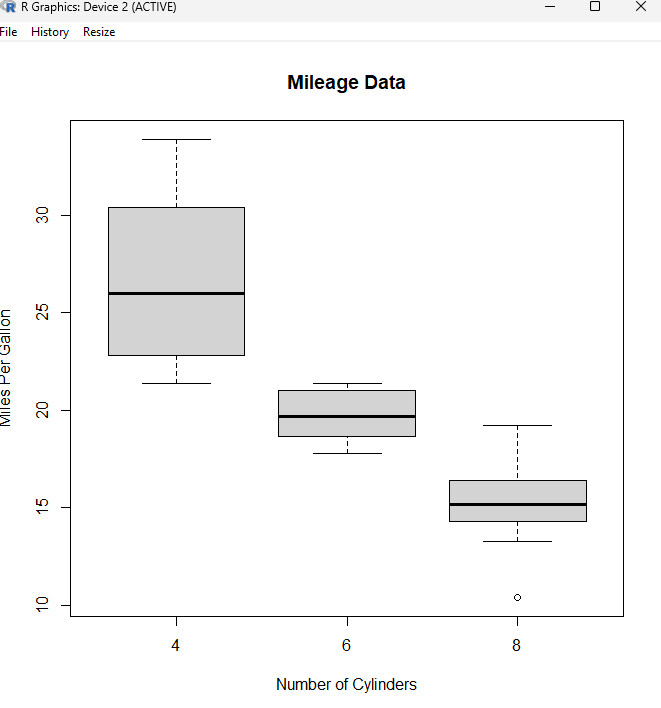 R Graphics: Device 2 (ACTIVE)
File History Resize
Mileage Data
Miles Per Gallon
30
25
20
15
10
4 6 8
Number of Cylinders